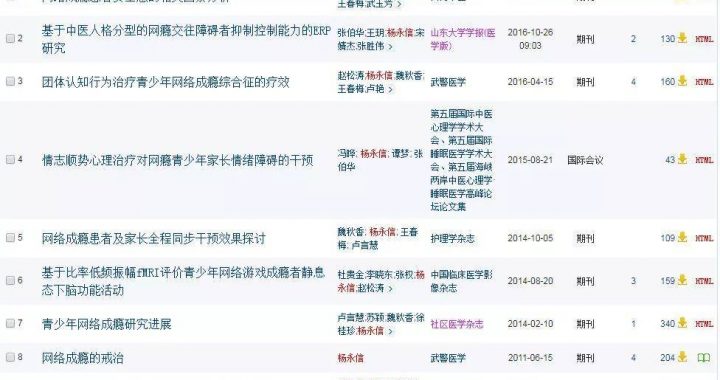 王春梅;武玉芳 >
2 基于中医人格分型的网瘾交往障碍者抑制控制能力的ERP 张伯华;王玥;杨永信;宋 山东大学学报(医 2016-10-26 期刊 2 130 HTML
研究 婧杰;张胜伟 > 学版) 09:03
3 团体认知行为治疗青少年网络成瘾综合征的疗效 赵松涛;杨永信;魏秋香; 武警医学 2016-04-15 期刊 4 160 HTML
王春梅;卢艳 >
第五届国际中医
心理学学术大
会、第五届国际
4 情志顺势心理治疗对网瘾青少年家长情绪障碍的干预 冯晔; 杨永信; 谭梦; 张 睡眠医学学术大 2015-08-21 国际会议 43 HTML
伯华 会、第五届海峡
两岸中医心理学
睡眠医学高峰论
坛论文集
5 网络成瘾患者及家长全程同步干预效果探讨 魏秋香; 杨永信; 王春 护理学杂志 2014-10-05 期刊 109 HTML
梅; 卢言慧
6 基于比率低频振幅fMRI评价青少年网络游戏成瘾者静息 杜贵金;李晓东;张权;杨 中国临床医学影 2014-08-20 期刊 3 159 HTML
态下脑功能活动 永信;赵松涛 > 像杂志
7 青少年网络成瘾研究进展 卢言慧;苏颖;魏秋香;徐 社区医学杂志 2014-02-10 期刊 1 340 HTML
桂珍;杨永信 >
8 网络成瘾的戒治 杨永信 武警医学 2011-06-15 期刊 4 204